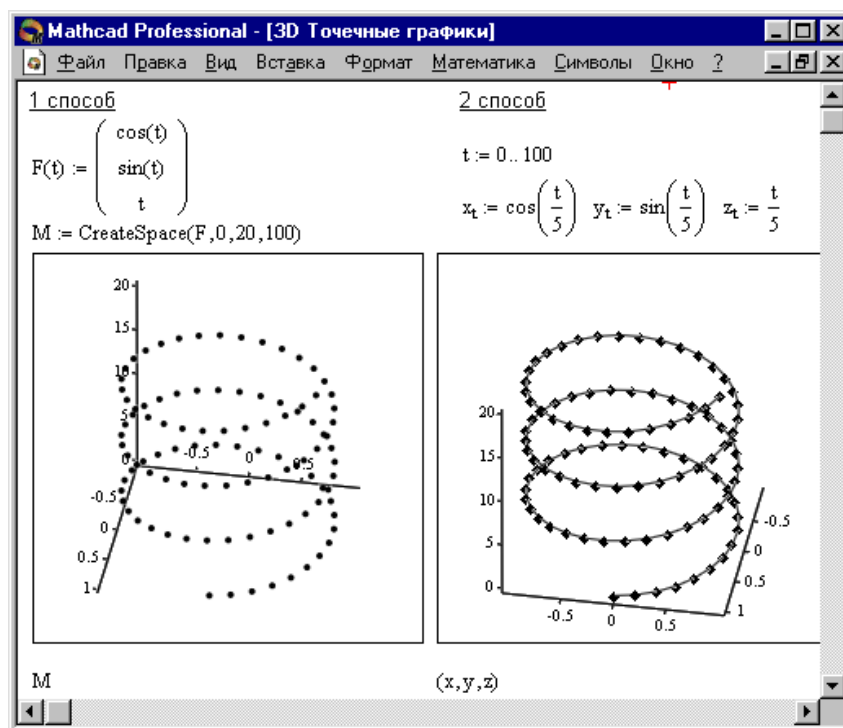 Mathcad Professional - [3D Точечные графики]
Файл Правка Вид Вставка Формат Математика Символы Окно ?
1 способ
F(t) := ( cos(t)
sin(t)
t )
M := CreateSpace(F,0,20,100)
20
15
10
5
0
-0.5
0
0.5
-0.5
0
0.5
1
M
2 способ
t := 0.. 100
x_t := cos(t/5) y_t := sin(t/5) z_t := t/5
20
15
10
5
0
-0.5
0
0.5
-0.5
0
0.5
1
(x,y,z)